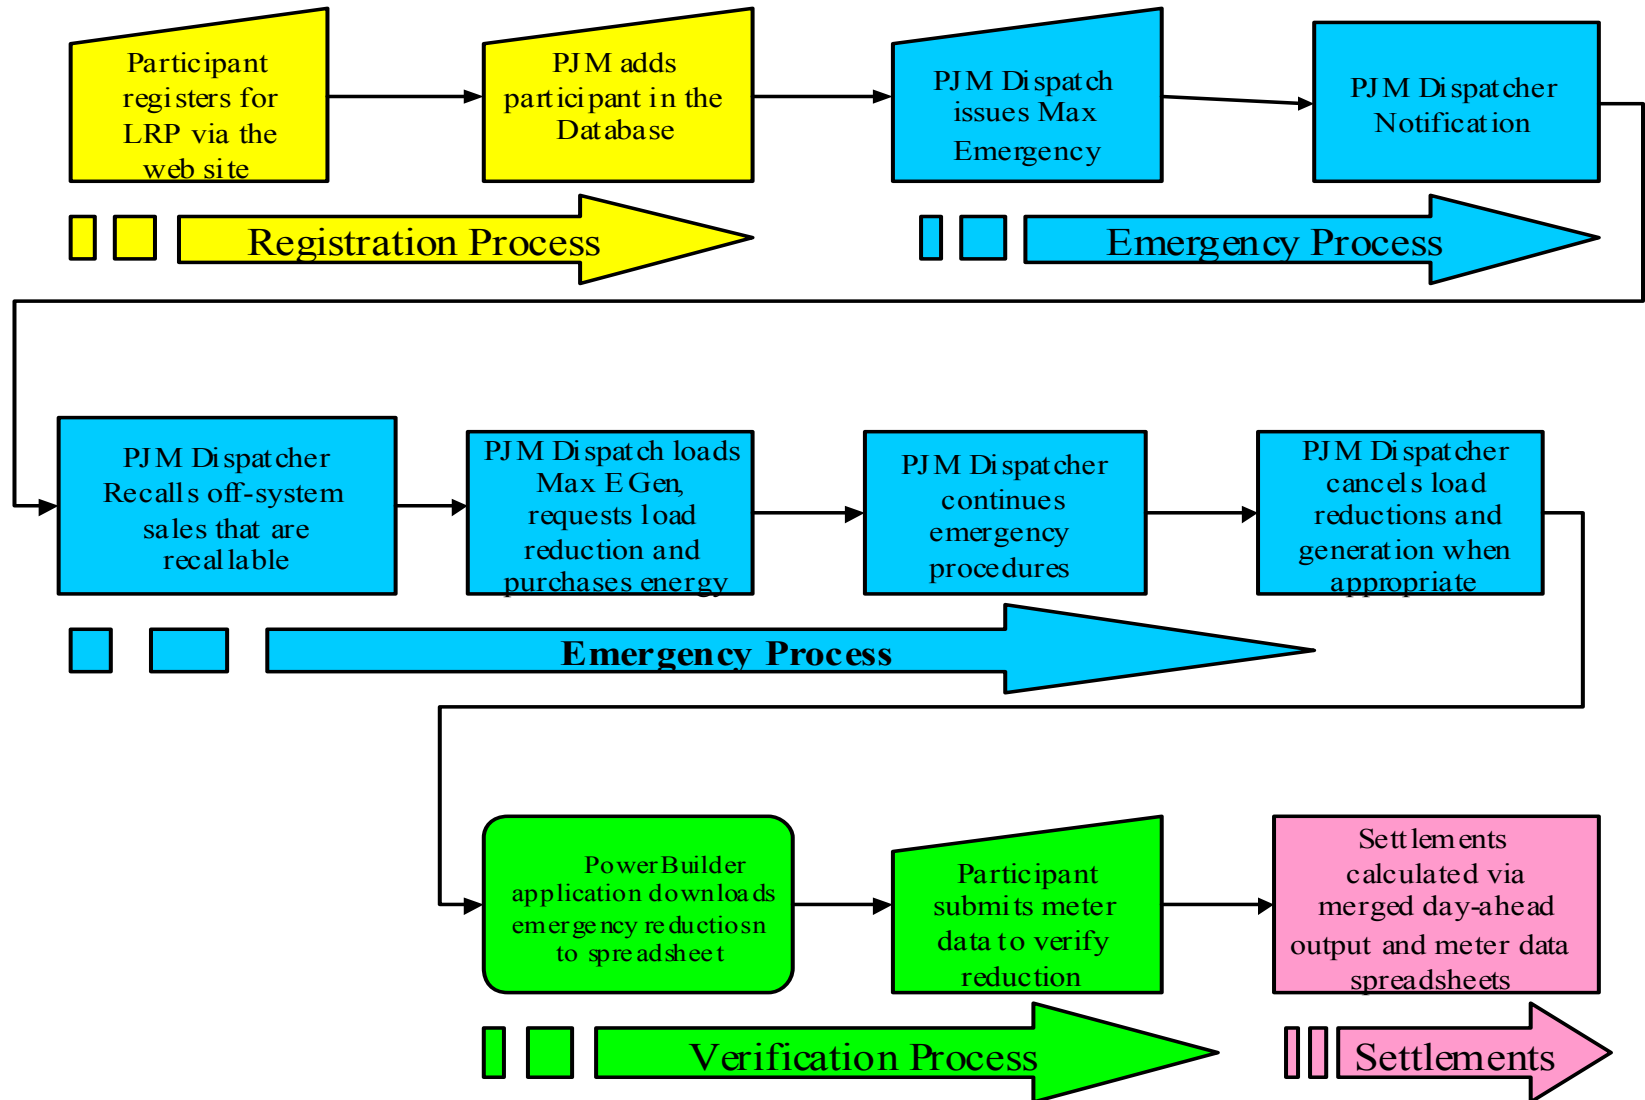 Participant
registers for
LRP via the
web site
PJM adds
participant in the
Database
PJM Dispatch
issues Max
Emergency
PJM Dispatcher
Notification
Registration Process
Emergency Process
PJM Dispatcher
Recalls off-system
sales that are
recallable
PJM Dispatch loads
Max E Gen,
requests load
reduction and
purchases energy
PJM Dispatcher
continues
emergency
procedures
PJM Dispatcher
cancels load
reductions and
generation when
appropriate
Emergency Process
PowerBuilder
application downloads
emergency reductiosn
to spreadsheet
Participant
submits meter
data to verify
reduction
Settlements
calculated via
merged day-ahead
output and meter data
spreadsheets
Verification Process
Settlements